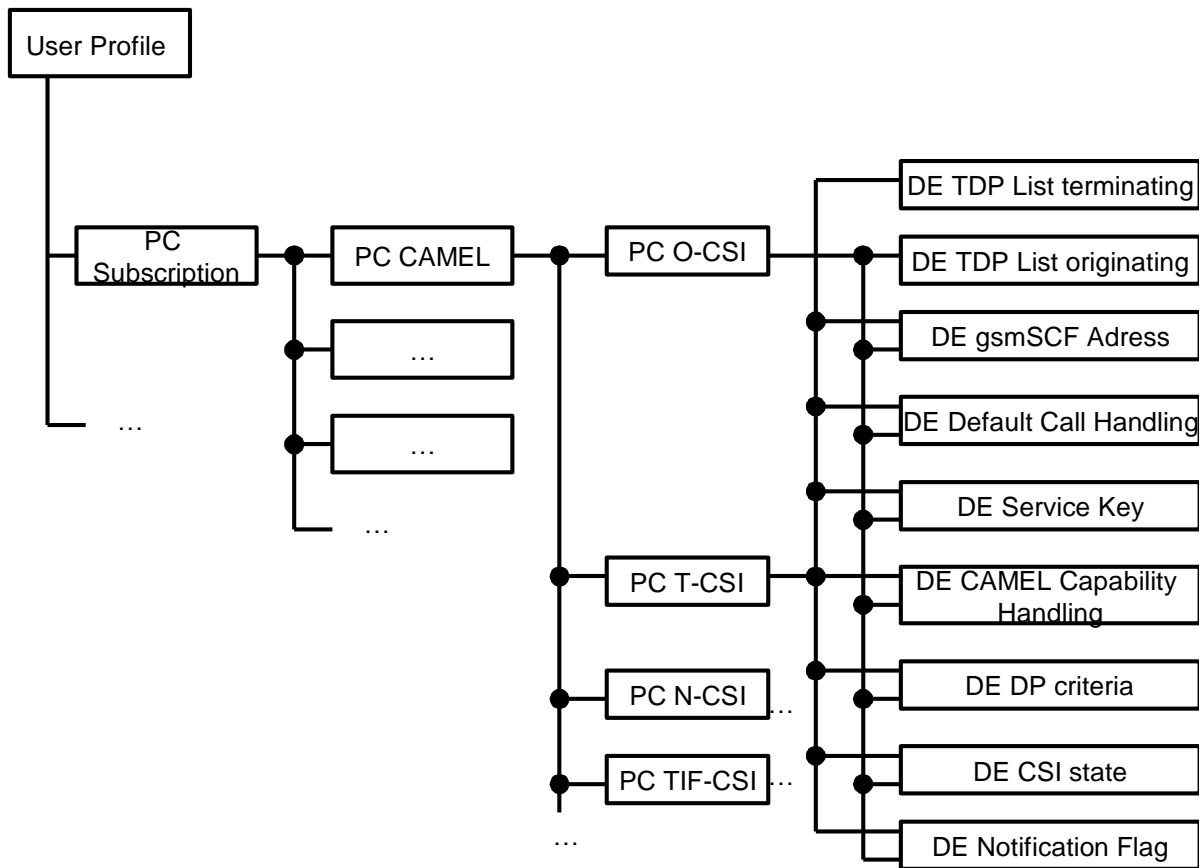 User Profile
DE TDP List terminating
PC
Subscription
PC CAMEL
PC O-CSI
DE TDP List originating
…
DE gsmSCF Adress
…
…
DE Default Call Handling
…
DE Service Key
PC T-CSI
DE CAMEL Capability
Handling
PC N-CSI
…
DE DP criteria
PC TIF-CSI
…
DE CSI state
…
DE Notification Flag